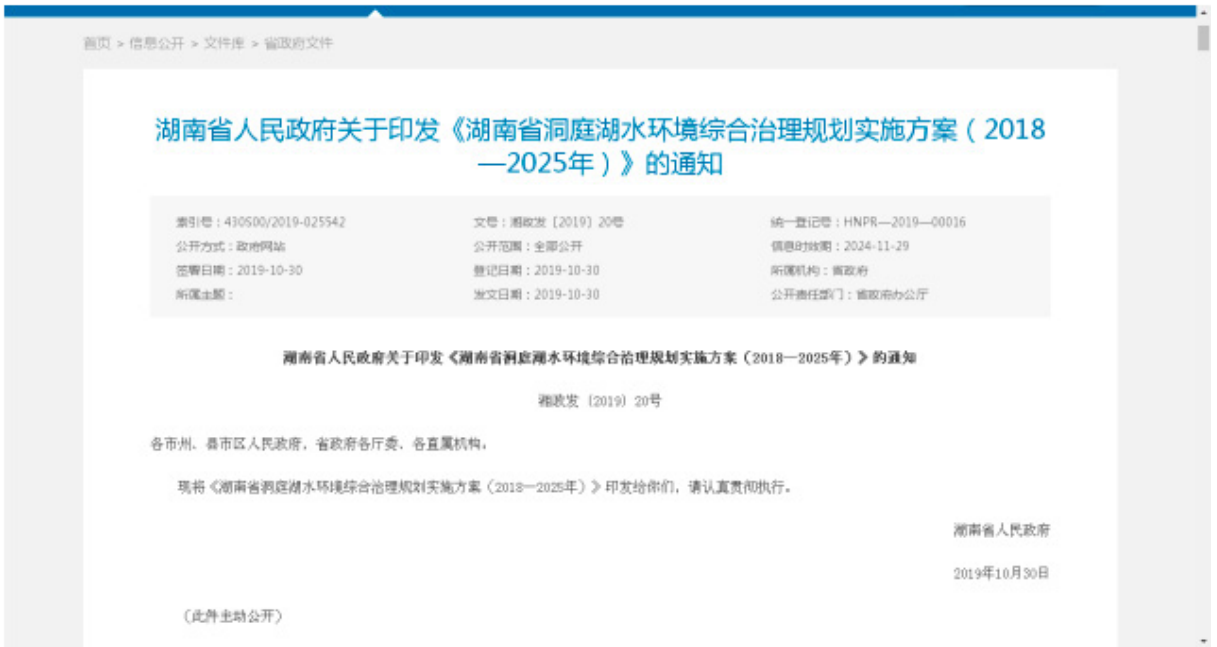 首页 > 信息公开 > 文件库 > 省政府文件
湖南省人民政府关于印发《湖南省洞庭湖水环境综合治理规划实施方案（2018
—2025年）》的通知
索引号：430S00/2019-025542 文号：湘政发〔2019〕20号 统一登记号：HNPR—2019—00016
公开方式：政府网站 公开范围：全部公开 信息时效期：2024-11-29
签署日期：2019-10-30 登记日期：2019-10-30 所属机构：省政府
所属主题： 发文日期：2019-10-30 公开责任部门：省政府办公厅
湖南省人民政府关于印发《湖南省洞庭湖水环境综合治理规划实施方案（2018—2025年）》的通知
湘政发〔2019〕20号
各市州、县市区人民政府，省政府各厅委、各直属机构：
现将《湖南省洞庭湖水环境综合治理规划实施方案（2018—2025年）》印发给你们，请认真贯彻执行。
湖南省人民政府
2019年10月30日
（此件主动公开）